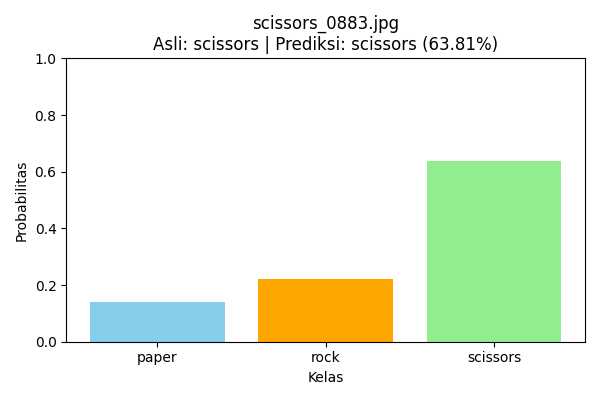 scissors_0883.jpg
Asli: scissors | Prediksi: scissors (63.81%)
Probabilitas
1.0
0.8
0.6
0.4
0.2
0.0
paper rock scissors
Kelas